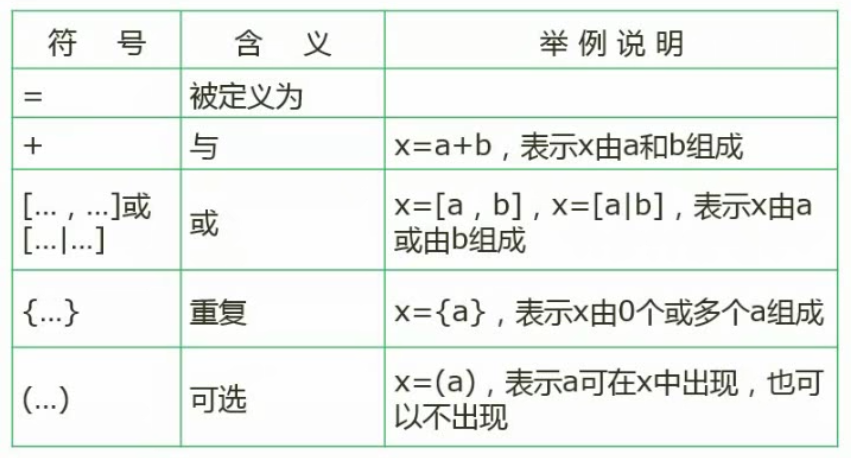 符 号 含 义 举 例 说 明
= 被定义为
+ 与 x=a+b，表示x由a和b组成
[…，…]或
[…|…]
或
x=[a，b]，x=[a|b]，表示x由a
或由b组成
{…} 重复 x={a}，表示x由0个或多个a组成
(…) 可选
x=(a)，表示a可在x中出现，也可
以不出现